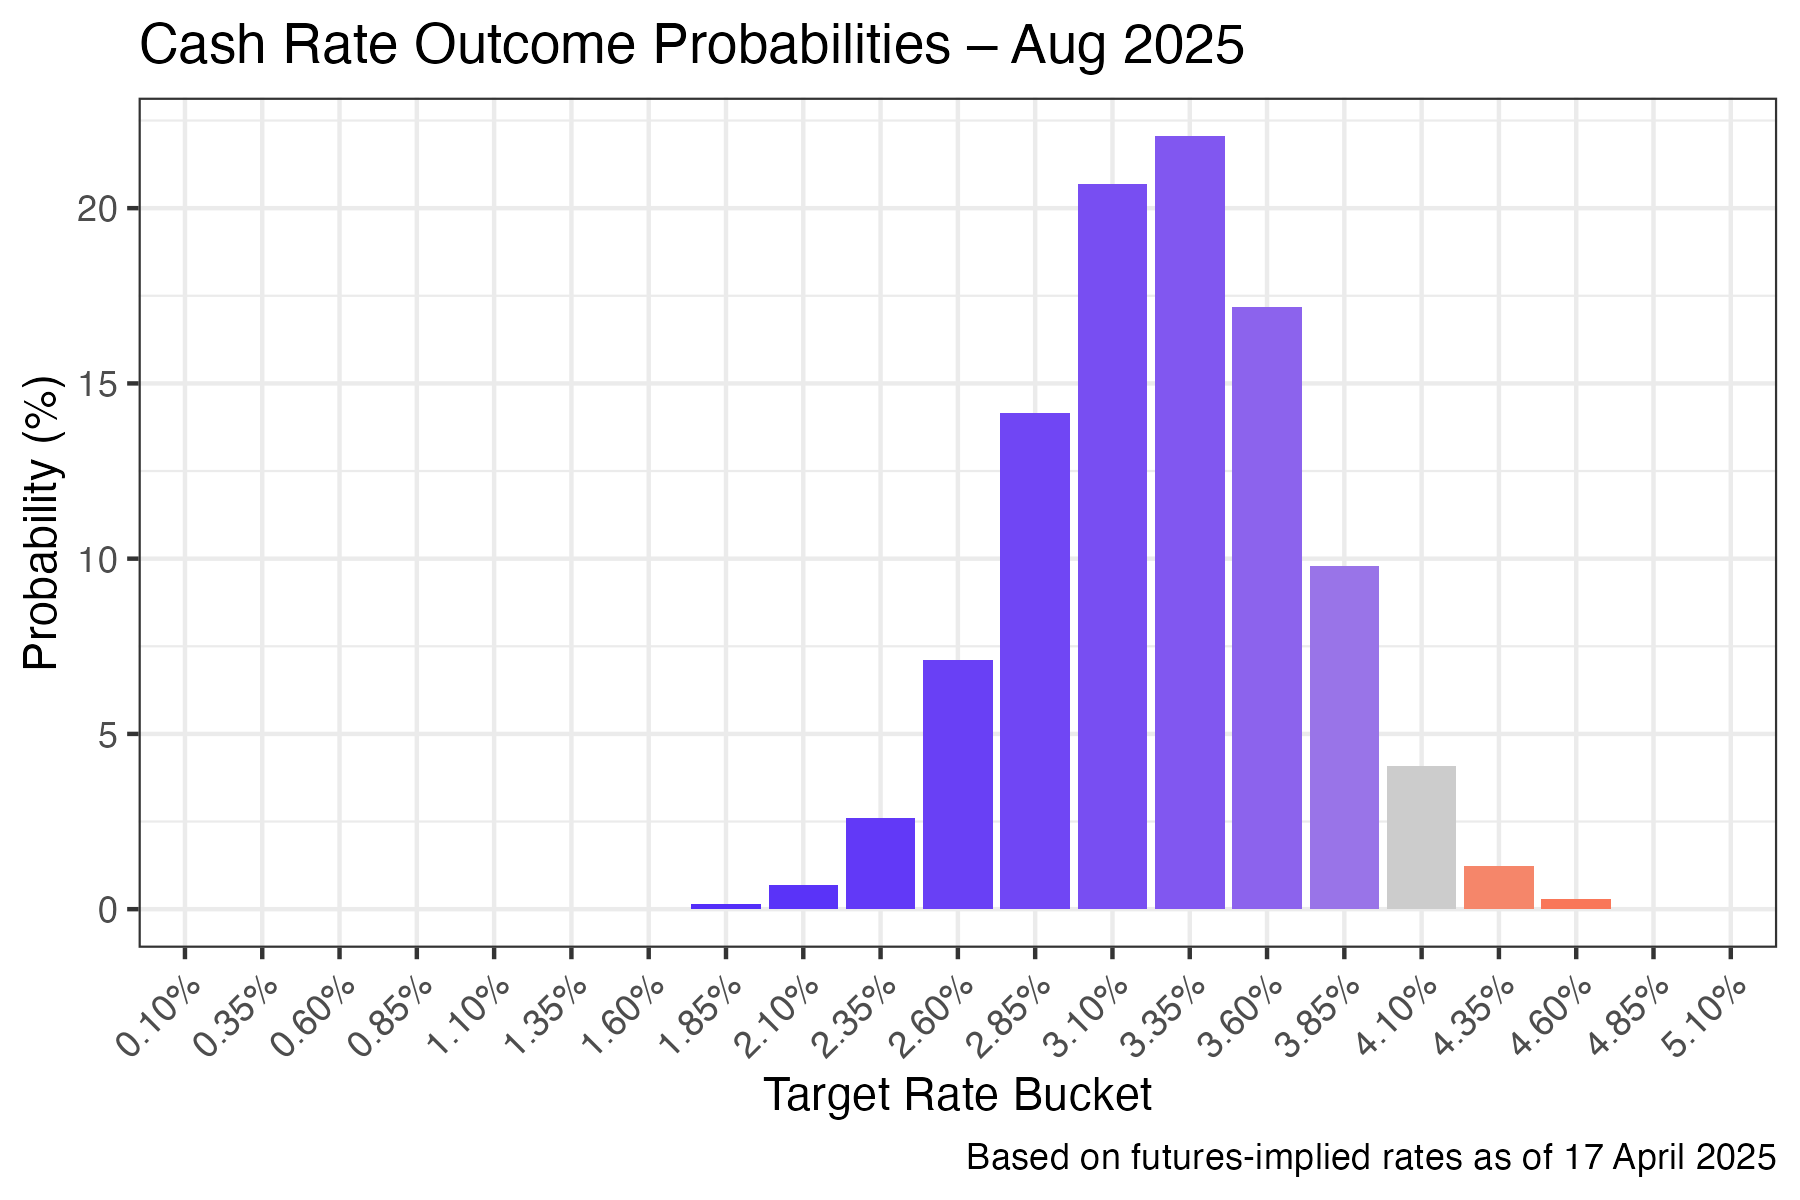 Cash Rate Outcome Probabilities – Aug 2025
Probability (%)
20
15
10
5
0
0.10% 0.35% 0.60% 0.85% 1.10% 1.35% 1.60% 1.85% 2.10% 2.35% 2.60% 2.85% 3.10% 3.35% 3.60% 3.85% 4.10% 4.35% 4.60% 4.85% 5.10%
Target Rate Bucket
Based on futures-implied rates as of 17 April 2025